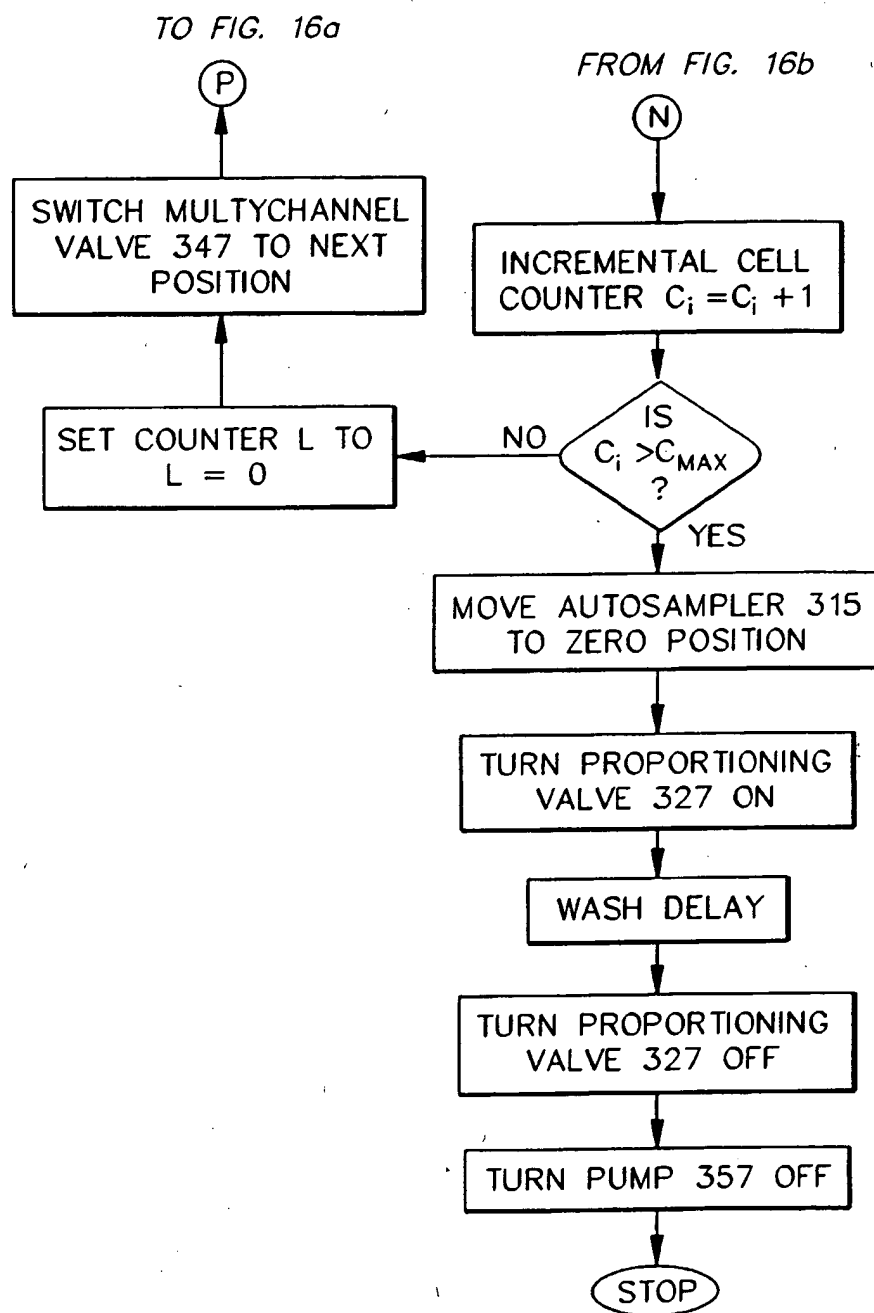 TO FIG. 16a
P
SWITCH MULTYCHANNEL
VALVE 347 TO NEXT
POSITION
SET COUNTER L TO
L = 0
FROM FIG. 16b
N
INCREMENTAL CELL
COUNTER Ci = Ci + 1
IS
Ci >CMAX
?
NO
YES
MOVE AUTOSAMPLER 315
TO ZERO POSITION
TURN PROPORTIONING
VALVE 327 ON
WASH DELAY
TURN PROPORTIONING
VALVE 327 OFF
TURN PUMP 357 OFF
STOP